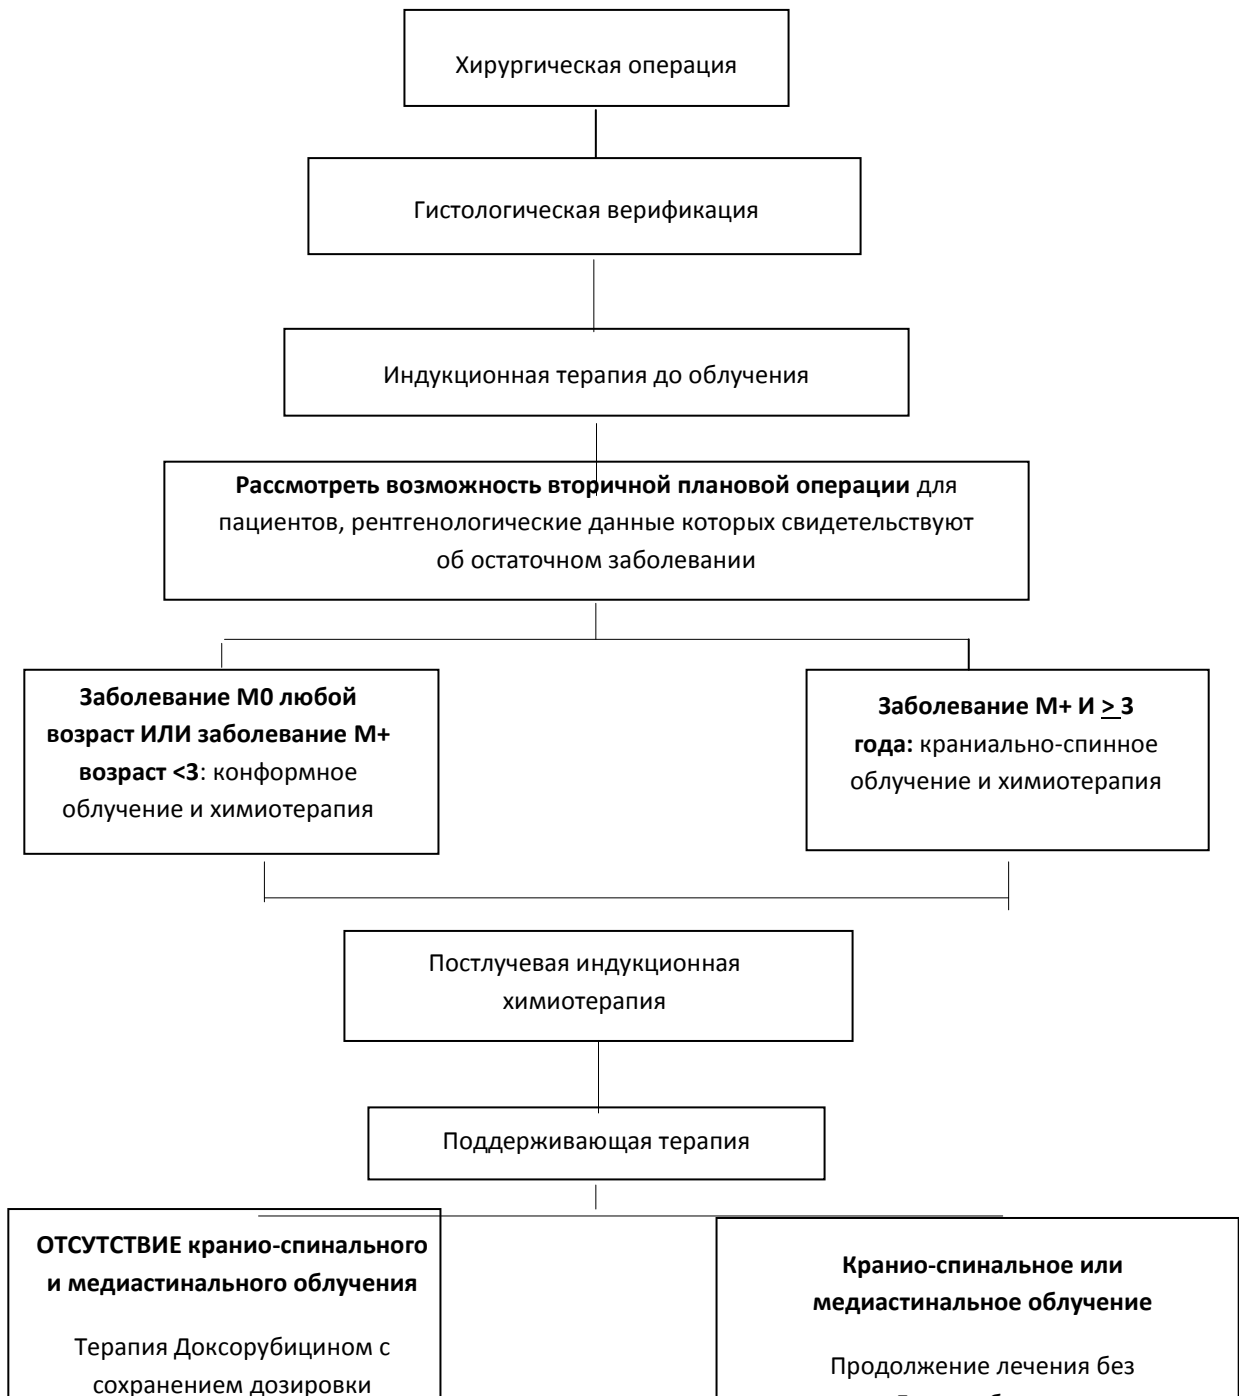 Хирургическая операция
Гистологическая верификация
Индукционная терапия до облучения
Рассмотреть возможность вторичной плановой операции для
пациентов, рентгенологические данные которых свидетельствуют
об остаточном заболевании
Заболевание М0 любой
возраст ИЛИ заболевание М+
возраст <3: конформное
облучение и химиотерапия
Заболевание М+ И > 3
года: краниально-спинное
облучение и химиотерапия
Постлучевая индукционная
химиотерапия
Поддерживающая терапия
ОТСУТСТВИЕ кранио-спинального
и медиастинального облучения
Терапия Доксорубицином с
сохранением дозировки
Кранио-спинальное или
медиастинальное облучение
Продолжение лечения без